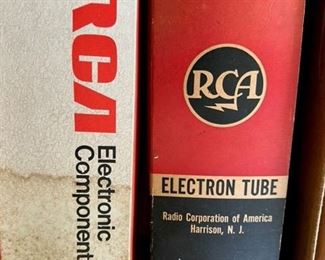 RCA
Electronic
Component
RCA
ELECTRON TUBE
Radio Corporation of America
Harrison, N. J.